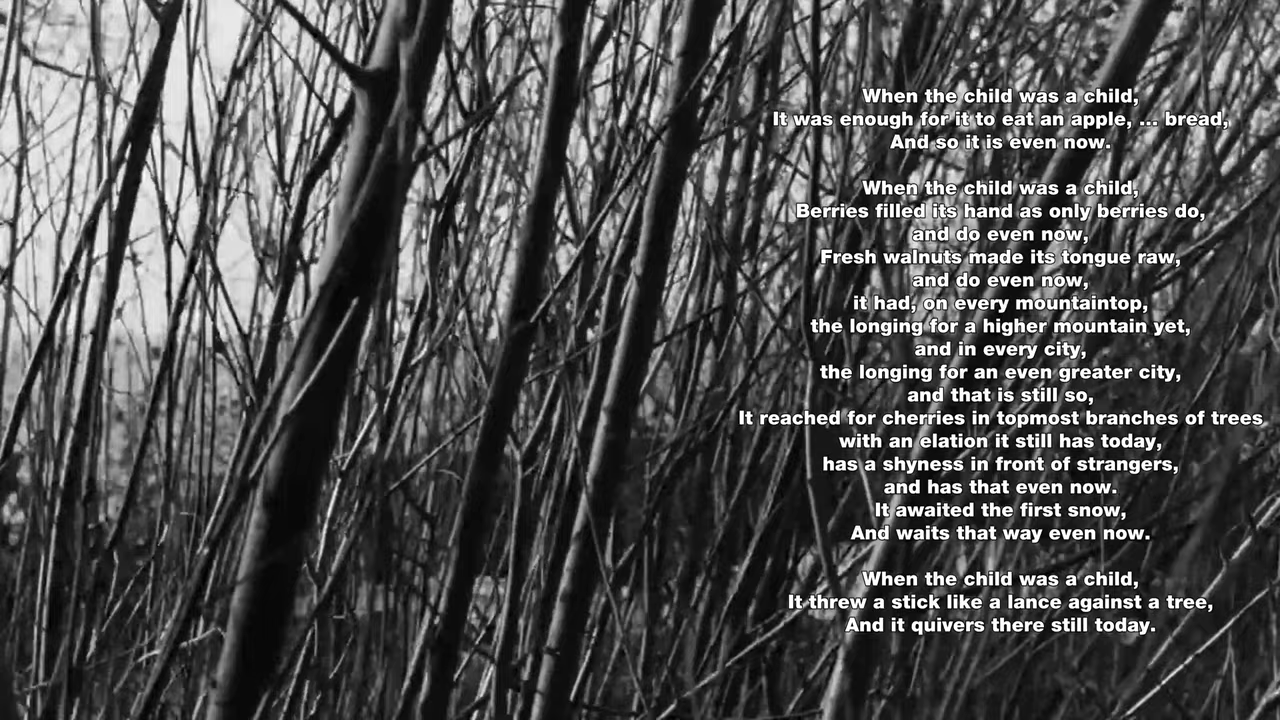 When the child was a child,
It was enough for it to eat an apple, ... bread,
And so it is even now.
When the child was a child,
Berries filled its hand as only berries do,
and do even now,
Fresh walnuts made its tongue raw,
and do even now,
it had, on every mountaintop,
the longing for a higher mountain yet,
and in every city,
the longing for an even greater city,
and that is still so,
It reached for cherries in topmost branches of trees
with an elation it still has today,
has a shyness in front of strangers,
and has that even now.
It awaited the first snow,
And waits that way even now.
When the child was a child,
It threw a stick like a lance against a tree,
And it quivers there still today.